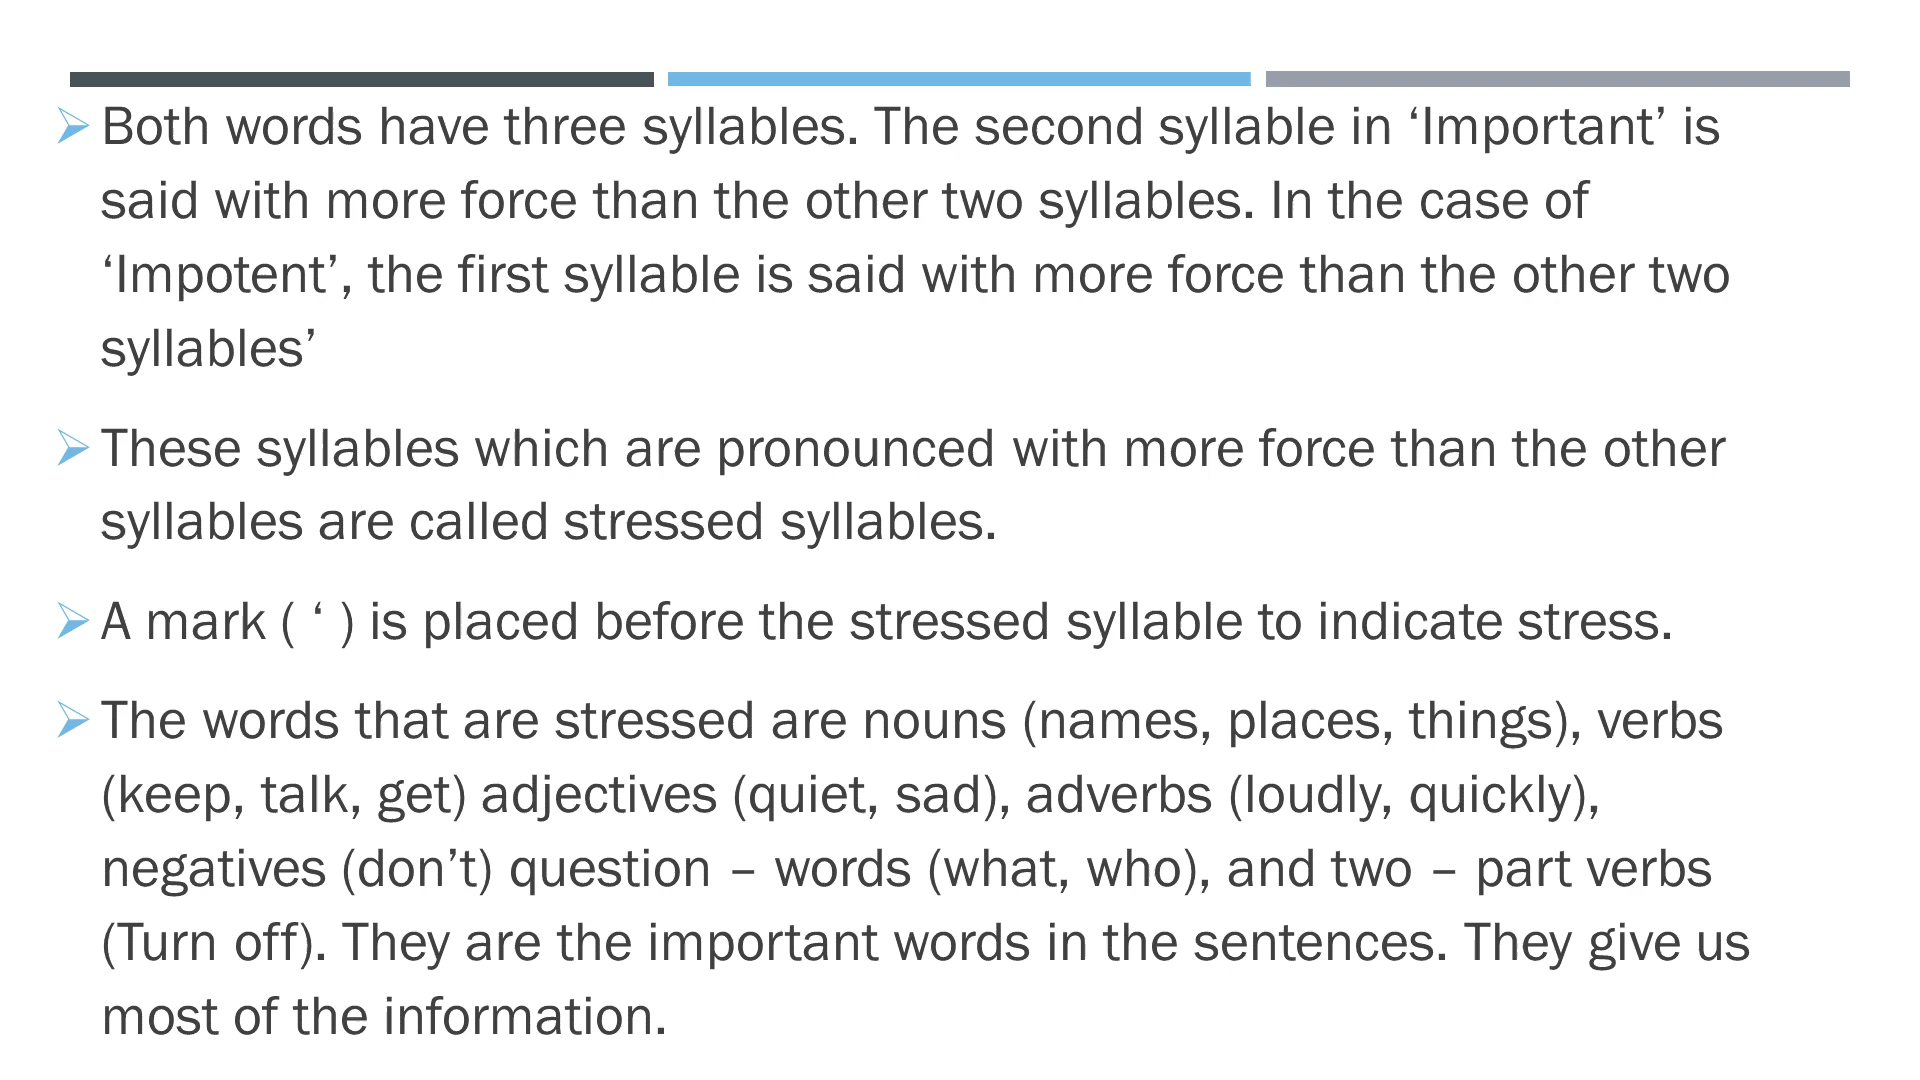 Both words have three syllables. The second syllable in ‘Important’ is
said with more force than the other two syllables. In the case of
‘Impotent’, the first syllable is said with more force than the other two
syllables’
These syllables which are pronounced with more force than the other
syllables are called stressed syllables.
A mark ( ‘ ) is placed before the stressed syllable to indicate stress.
The words that are stressed are nouns (names, places, things), verbs
(keep, talk, get) adjectives (quiet, sad), adverbs (loudly, quickly),
negatives (don’t) question – words (what, who), and two – part verbs
(Turn off). They are the important words in the sentences. They give us
most of the information.